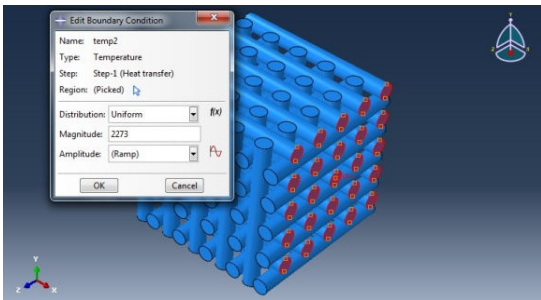 Edit Boundary Condition
Name: temp2
Type: Temperature
Step: Step-1 (Heat transfer)
Region: (Picked)
Distribution: Uniform f(x)
Magnitude: 2273
Amplitude: (Ramp)
OK Cancel
Y
Z X
Y
Z X